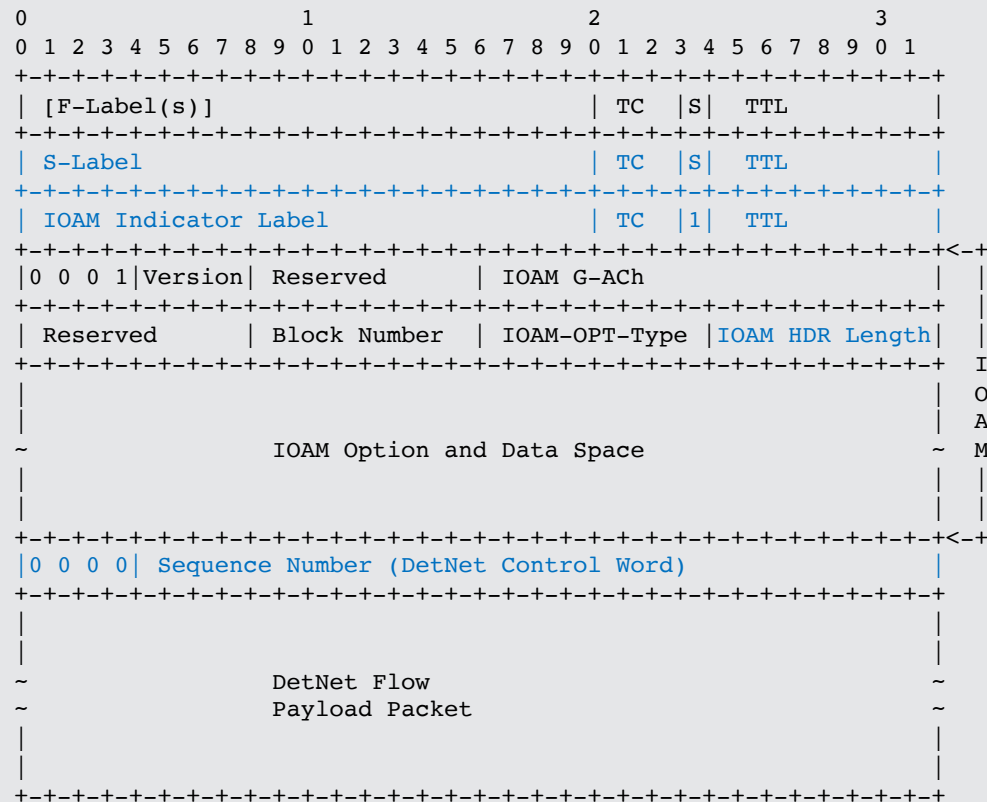 0                   1                   2                   3
0 1 2 3 4 5 6 7 8 9 0 1 2 3 4 5 6 7 8 9 0 1 2 3 4 5 6 7 8 9 0 1
+-+-+-+-+-+-+-+-+-+-+-+-+-+-+-+-+-+-+-+-+-+-+-+-+-+-+-+-+-+-+-+-+
| [F-Label(s)]                          | TC  |S|  TTL          |
+-+-+-+-+-+-+-+-+-+-+-+-+-+-+-+-+-+-+-+-+-+-+-+-+-+-+-+-+-+-+-+-+
| S-Label                               | TC  |S|  TTL          |
+-+-+-+-+-+-+-+-+-+-+-+-+-+-+-+-+-+-+-+-+-+-+-+-+-+-+-+-+-+-+-+-+
| IOAM Indicator Label                  | TC  |1|  TTL          |
+-+-+-+-+-+-+-+-+-+-+-+-+-+-+-+-+-+-+-+-+-+-+-+-+-+-+-+-+-+-+-+-+<-+
|0 0 0 1|Version| Reserved      | IOAM G-ACh                    |  |
+-+-+-+-+-+-+-+-+-+-+-+-+-+-+-+-+-+-+-+-+-+-+-+-+-+-+-+-+-+-+-+-+  |
| Reserved      | Block Number  | IOAM-OPT-Type |IOAM HDR Length|  |
+-+-+-+-+-+-+-+-+-+-+-+-+-+-+-+-+-+-+-+-+-+-+-+-+-+-+-+-+-+-+-+-+  I
|                                                               |  O
|                                                               |  A
~                 IOAM Option and Data Space                    ~  M
|                                                               |  |
|                                                               |  |
+-+-+-+-+-+-+-+-+-+-+-+-+-+-+-+-+-+-+-+-+-+-+-+-+-+-+-+-+-+-+-+-+<-+
|0 0 0 0| Sequence Number (DetNet Control Word)                 |
+-+-+-+-+-+-+-+-+-+-+-+-+-+-+-+-+-+-+-+-+-+-+-+-+-+-+-+-+-+-+-+-+
|                                                               |
|                                                               |
~                 DetNet Flow                                   ~
~                 Payload Packet                                ~
|                                                               |
|                                                               |
+-+-+-+-+-+-+-+-+-+-+-+-+-+-+-+-+-+-+-+-+-+-+-+-+-+-+-+-+-+-+-+-+